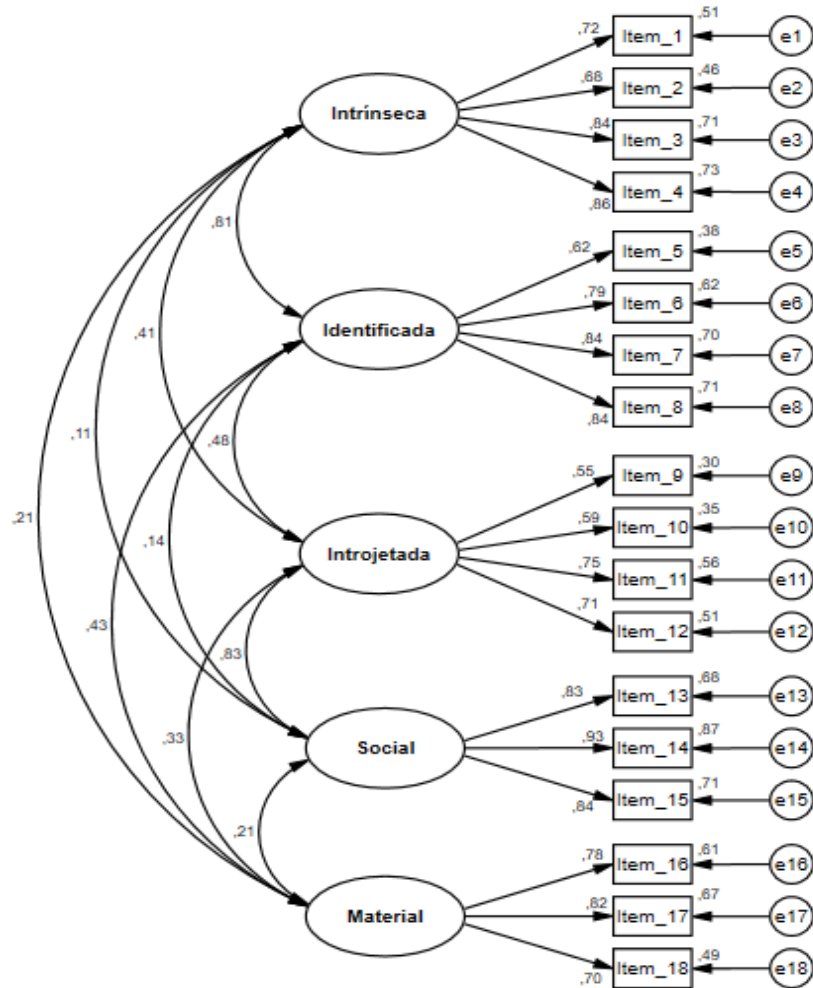 ,72
Item_1
,51
e1
,68
Item_2
,46
e2
Intrínseca
,84
Item_3
,71
e3
,86
Item_4
,73
e4
,81
,62
Item_5
,38
e5
,79
Item_6
,62
e6
Identificada
,84
Item_7
,70
e7
,84
Item_8
,71
e8
,41
,11
,48
,55
Item_9
,30
e9
,21
,14
,59
Item_10
,35
e10
Introjetada
,75
Item_11
,56
e11
,71
Item_12
,51
e12
,43
,83
,33
,83
Item_13
,68
e13
Social
,93
Item_14
,87
e14
,84
Item_15
,71
e15
,21
,78
Item_16
,61
e16
Material
,82
Item_17
,67
e17
,70
Item_18
,49
e18